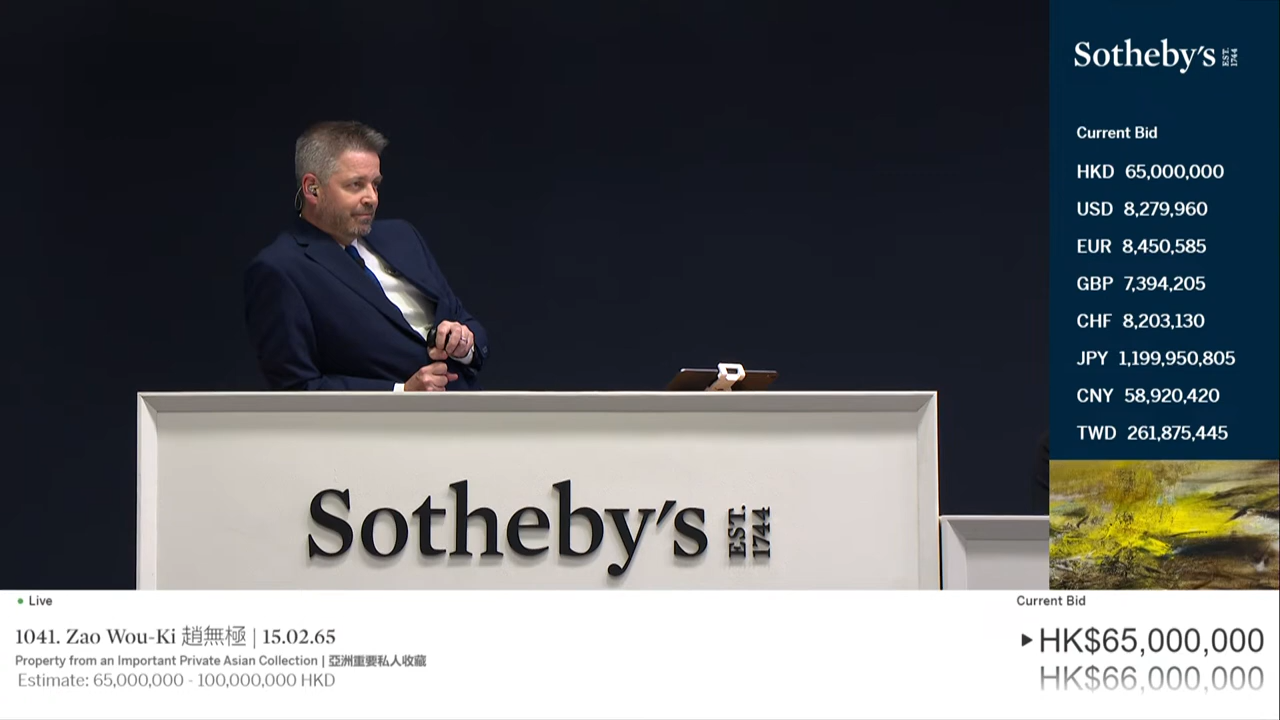 Sotheby's EST. 1744
Current Bid
HKD 65,000,000
USD 8,279,960
EUR 8,450,585
GBP 7,394,205
CHF 8,203,130
JPY 1,199,950,805
CNY 58,920,420
TWD 261,875,445
Sotheby's EST. 1744
Live
1041. Zao Wou-Ki 趙無極 | 15.02.65
Property from an Important Private Asian Collection | 亞洲重要私人收藏
Estimate: 65,000,000 - 100,000,000 HKD
Current Bid
HK$65,000,000
HK$66,000,000